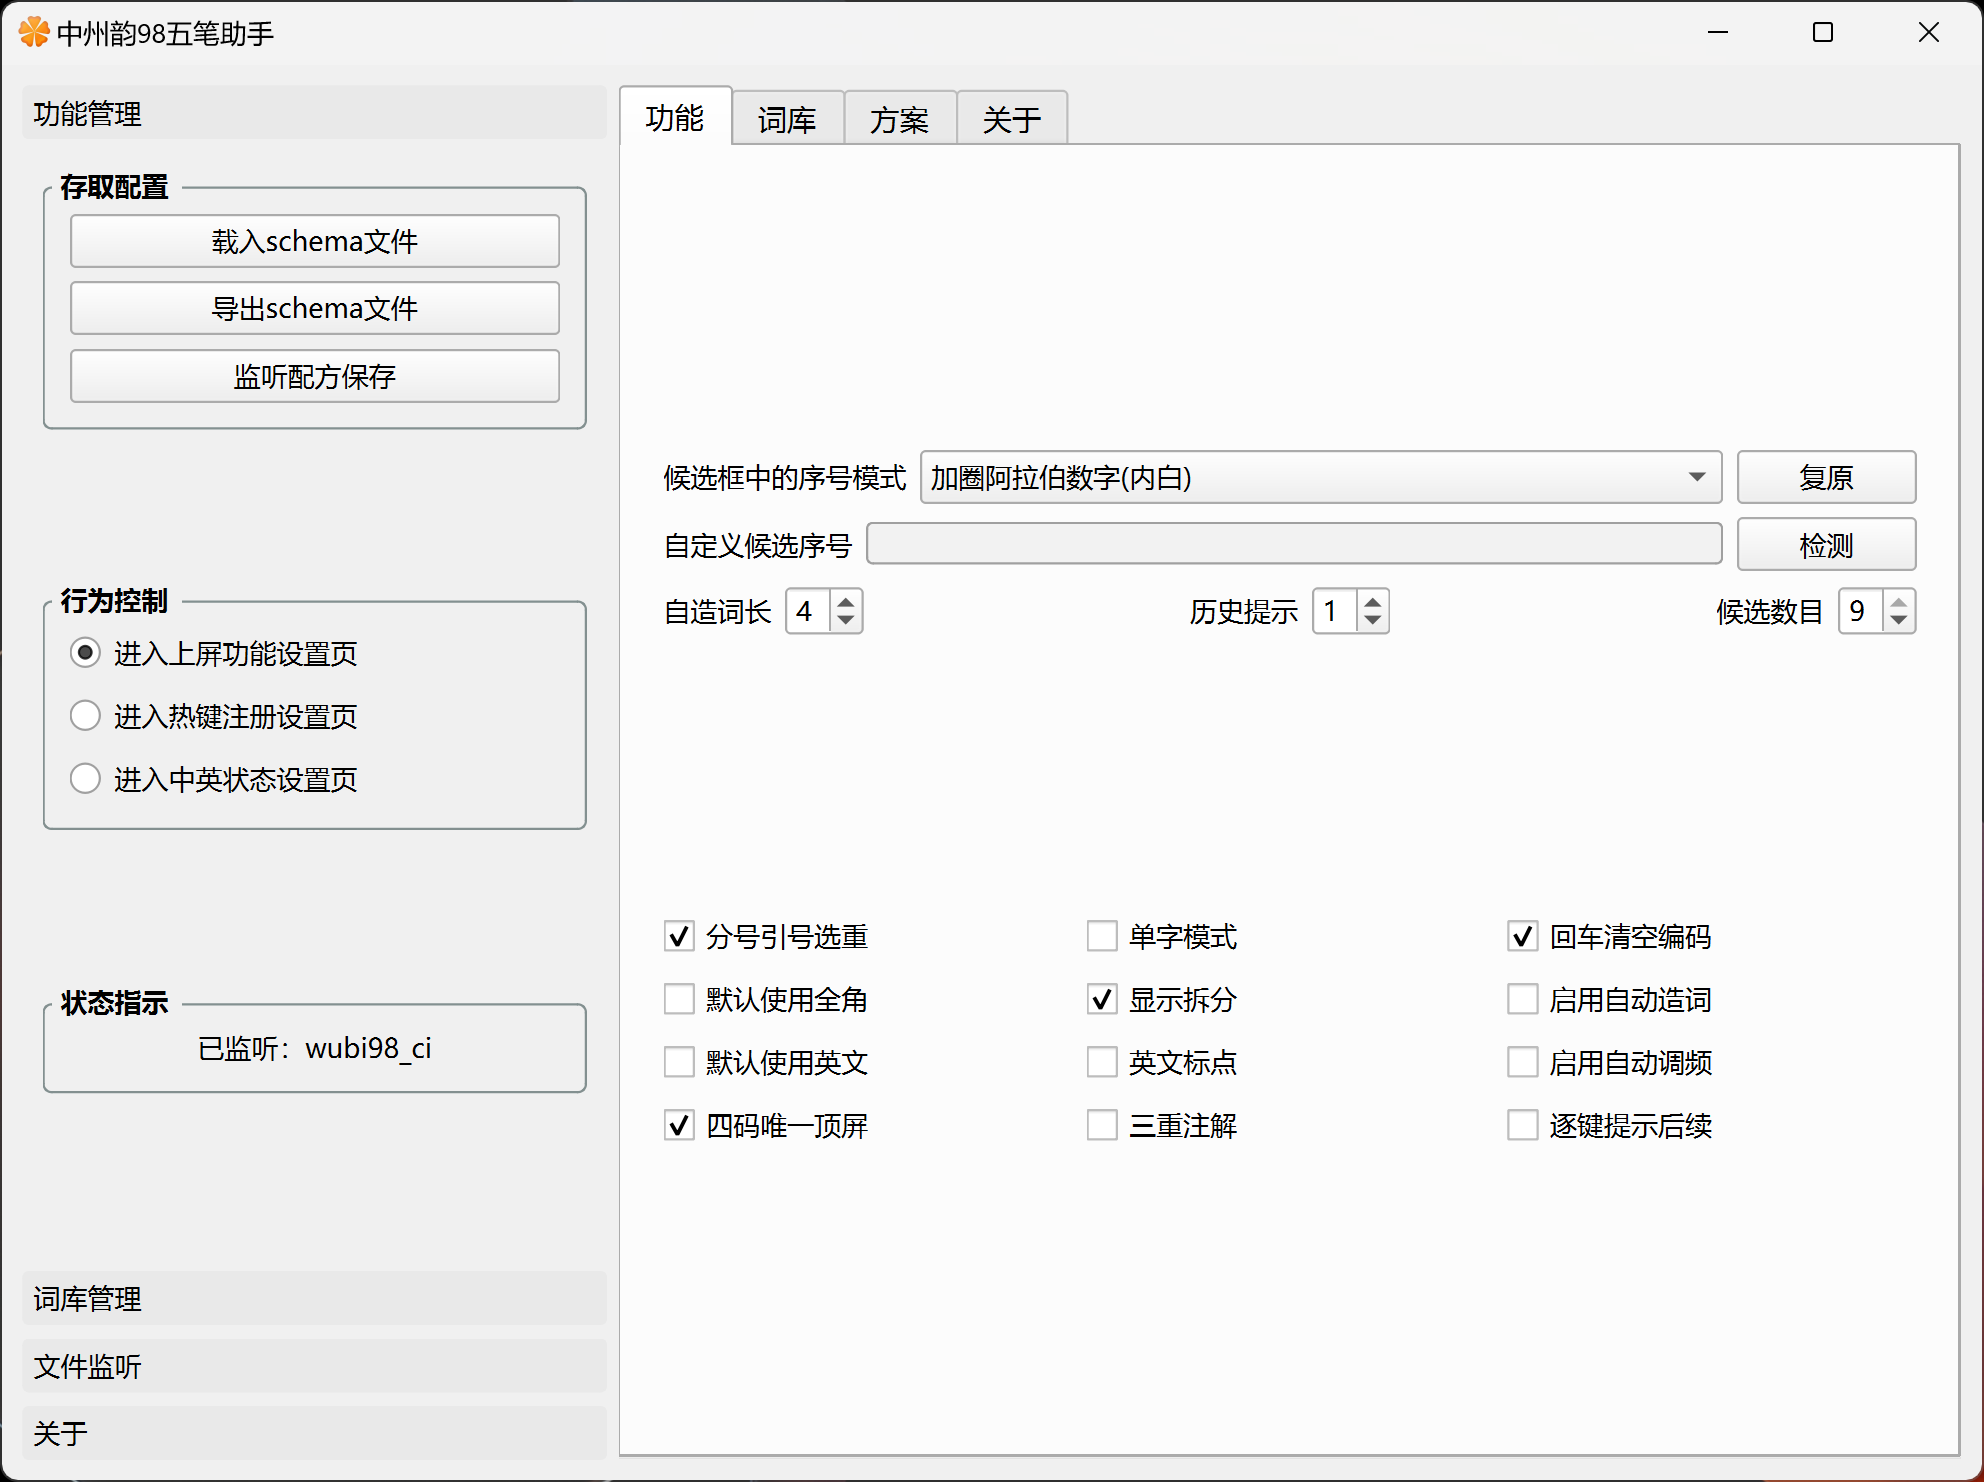 中州韵98五笔助手
功能管理
存取配置
载入schema文件
导出schema文件
监听配方保存
行为控制
进入上屏功能设置页
进入热键注册设置页
进入中英状态设置页
状态指示
已监听：wubi98_ci
词库管理
文件监听
关于
功能 词库 方案 关于
候选框中的序号模式 加圈阿拉伯数字(内白) 复原
自定义候选序号 检测
自造词长 4 历史提示 1 候选数目 9
分号引号选重 单字模式 回车清空编码
默认使用全角 显示拆分 启用自动造词
默认使用英文 英文标点 启用自动调频
四码唯一顶屏 三重注解 逐键提示后续